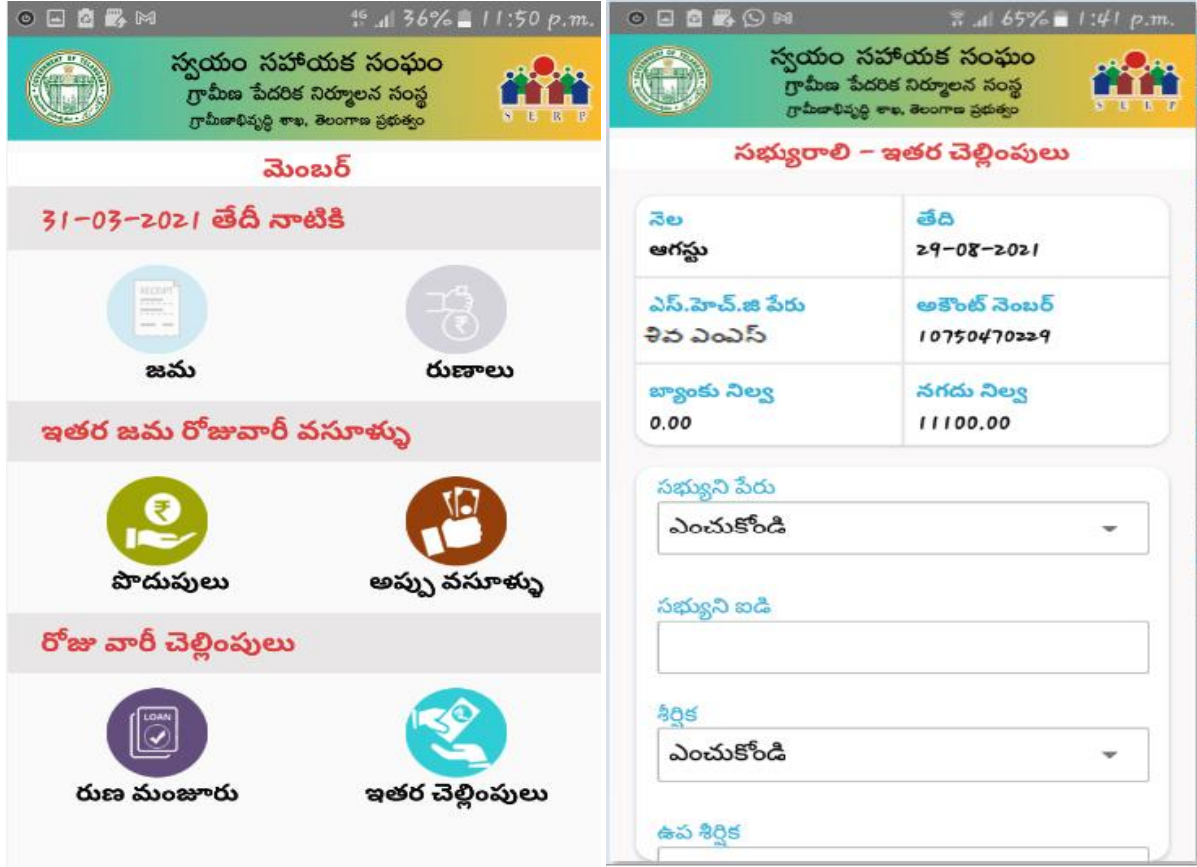 4G 36% 11:50 p.m.
స్వయం సహాయక సంఘం
గ్రామీణ పేదరిక నిర్మూలన సంస్థ
గ్రామీణాభివృద్ధి శాఖ, తెలంగాణ ప్రభుత్వం
S E R P
మెంబర్
31-03-2021 తేదీ నాటికి
RECEIPT
జమ
రుణాలు
ఇతర జమ రోజువారీ వసూళ్ళు
పొదుపులు
అప్పు వసూళ్ళు
రోజు వారీ చెల్లింపులు
LOAN
రుణ మంజూరు
ఇతర చెల్లింపులు
65% 1:41 p.m.
స్వయం సహాయక సంఘం
గ్రామీణ పేదరిక నిర్మూలన సంస్థ
గ్రామీణాభివృద్ధి శాఖ, తెలంగాణ ప్రభుత్వం
S E R P
సభ్యురాలి - ఇతర చెల్లింపులు
నెల
ఆగస్టు
తేది
29-08-2021
ఎస్.హెచ్.జి పేరు
శివ ఎంఎస్
అకౌంట్ నెంబర్
10750470229
బ్యాంకు నిల్వ
0.00
నగదు నిల్వ
11100.00
సభ్యుని పేరు
ఎంచుకోండి
సభ్యుని ఐడి
శీర్షిక
ఎంచుకోండి
ఉప శీర్షిక